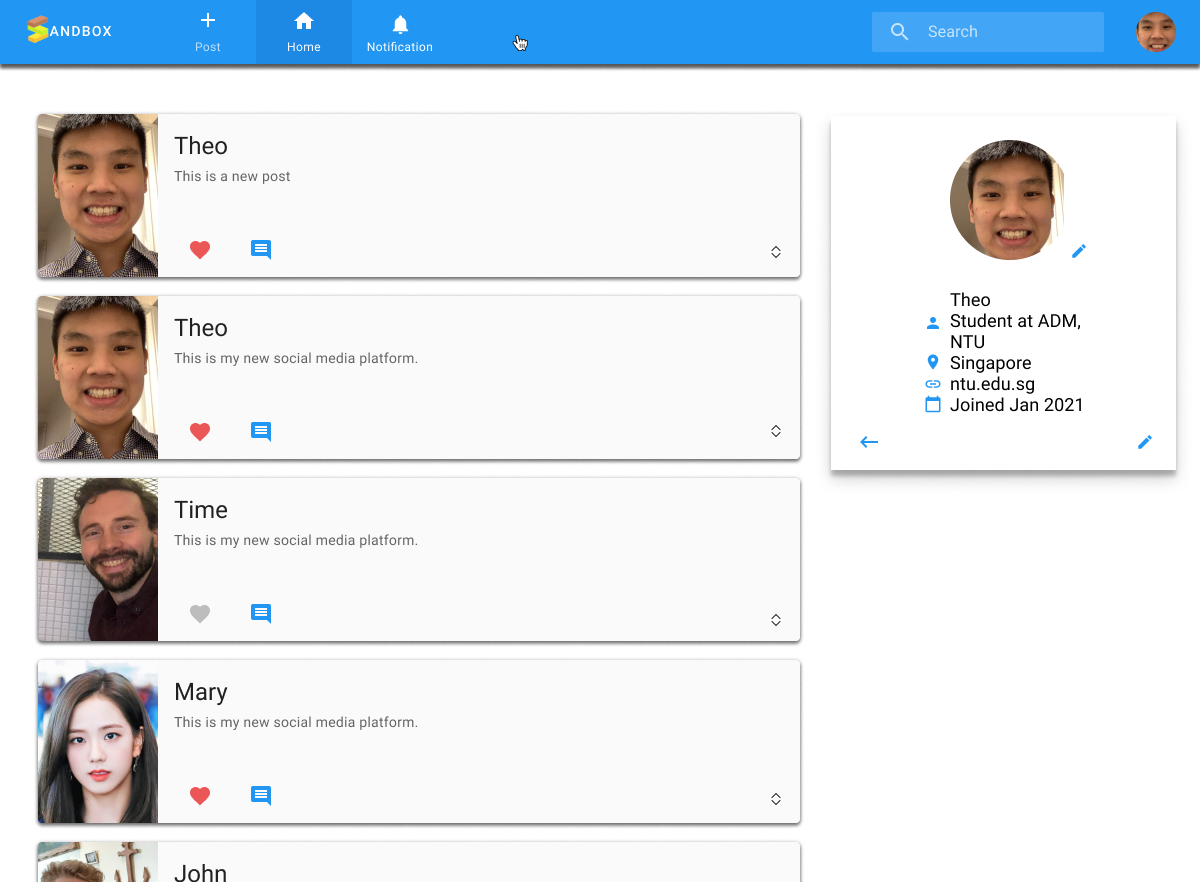 ANDBOX
Post
Home
Notification
Search
Theo
This is a new post
Theo
This is my new social media platform.
Time
This is my new social media platform.
Mary
This is my new social media platform.
John
Theo
Student at ADM,
NTU
Singapore
ntu.edu.sg
Joined Jan 2021